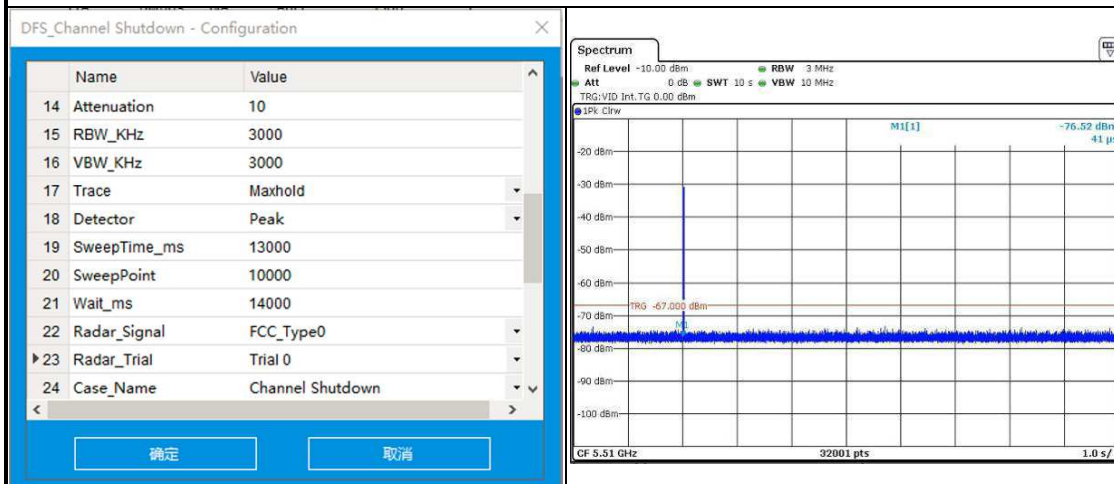 DFS_Channel Shutdown - Configuration
Name Value
14 Attenuation 10
15 RBW_KHz 3000
16 VBW_KHz 3000
17 Trace Maxhold
18 Detector Peak
19 SweepTime_ms 13000
20 SweepPoint 10000
21 Wait_ms 14000
22 Radar_Signal FCC_Type0
23 Radar_Trial Trial 0
24 Case_Name Channel Shutdown
确定 取消
Spectrum
Ref Level -10.00 dBm RBW 3 MHz
Att 0 dB SWT 10 s VBW 10 MHz
TRG:VID Int.TG 0.00 dBm
1Pk Clrw
M1[1] -76.52 dBm
41 µs
-20 dBm
-30 dBm
-40 dBm
-50 dBm
-60 dBm
TRG -67.000 dBm
-70 dBm
M1
-80 dBm
-90 dBm
-100 dBm
CF 5.51 GHz 32001 pts 1.0 s/